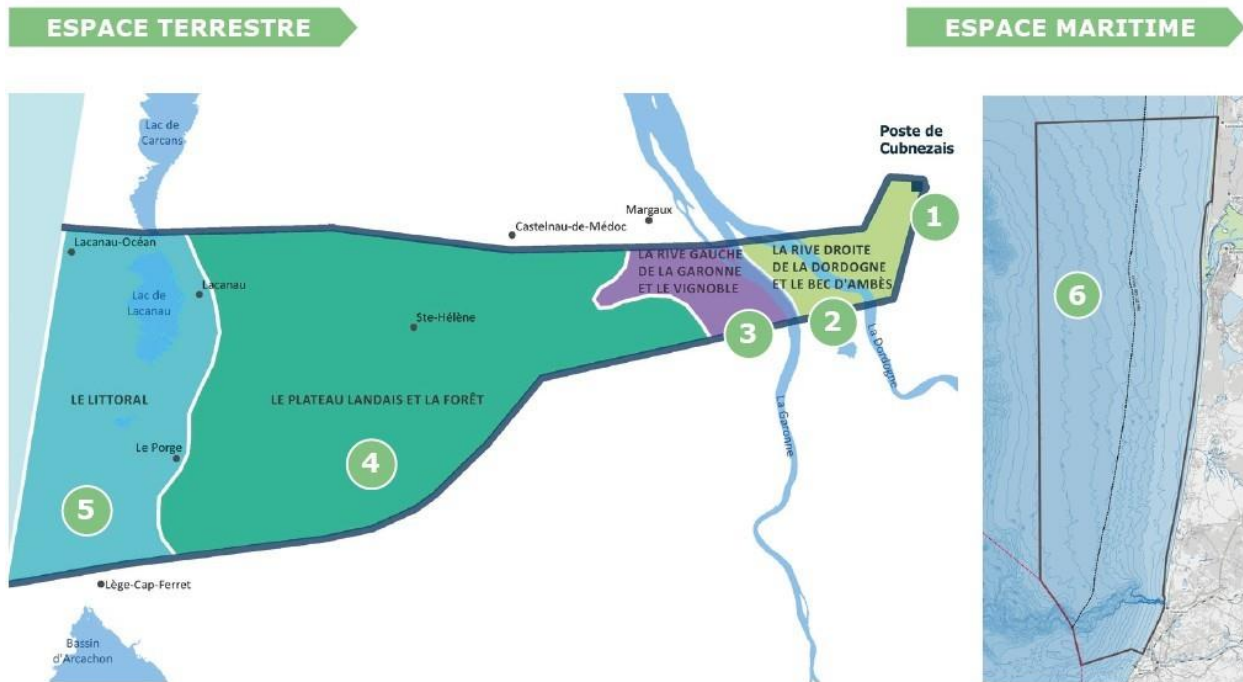 ESPACE TERRESTRE
ESPACE MARITIME
Lac de
Carcans
Poste de
Cubnezais
1
Margaux
Castelnau-de-Médoc
Lacanau-Océan
LA RIVE GAUCHE
DE LA GARONNE
ET LE VIGNOBLE
LA RIVE DROITE
DE LA DORDOGNE
ET LE BEC D'AMBÈS
Lac de
Lacanau
Lacanau
Ste-Hélène
3
2
6
La Dordogne
LE LITTORAL
LE PLATEAU LANDAIS ET LA FORÊT
La Garonne
Le Porge
4
5
Lège-Cap-Ferret
Bassin
d'Arcachon